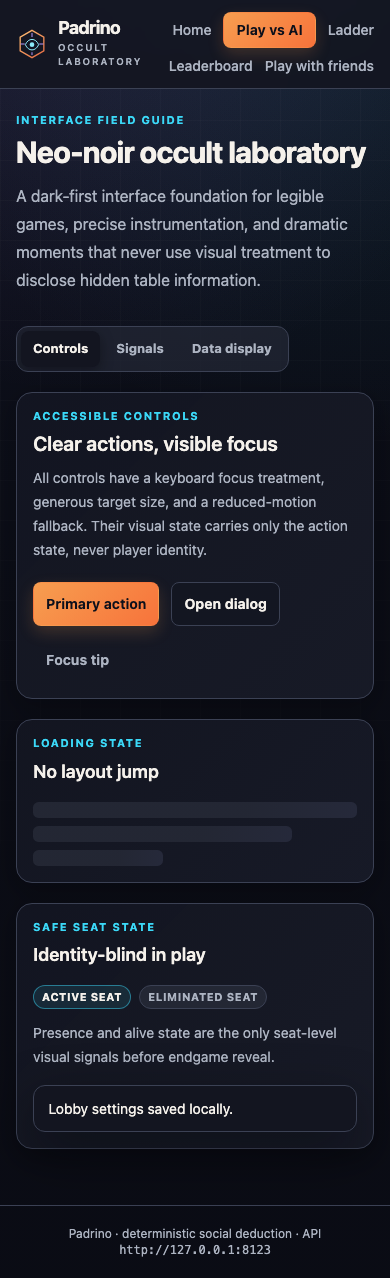 Padrino
OCCULT
LABORATORY
Home
Play vs AI
Ladder
Leaderboard
Play with friends
INTERFACE FIELD GUIDE
Neo-noir occult laboratory
A dark-first interface foundation for legible
games, precise instrumentation, and dramatic
moments that never use visual treatment to
disclose hidden table information.
Controls
Signals
Data display
ACCESSIBLE CONTROLS
Clear actions, visible focus
All controls have a keyboard focus treatment,
generous target size, and a reduced-motion
fallback. Their visual state carries only the action
state, never player identity.
Primary action
Open dialog
Focus tip
LOADING STATE
No layout jump
SAFE SEAT STATE
Identity-blind in play
ACTIVE SEAT
ELIMINATED SEAT
Presence and alive state are the only seat-level
visual signals before endgame reveal.
Lobby settings saved locally.
Padrino · deterministic social deduction · API
http://127.0.0.1:8123